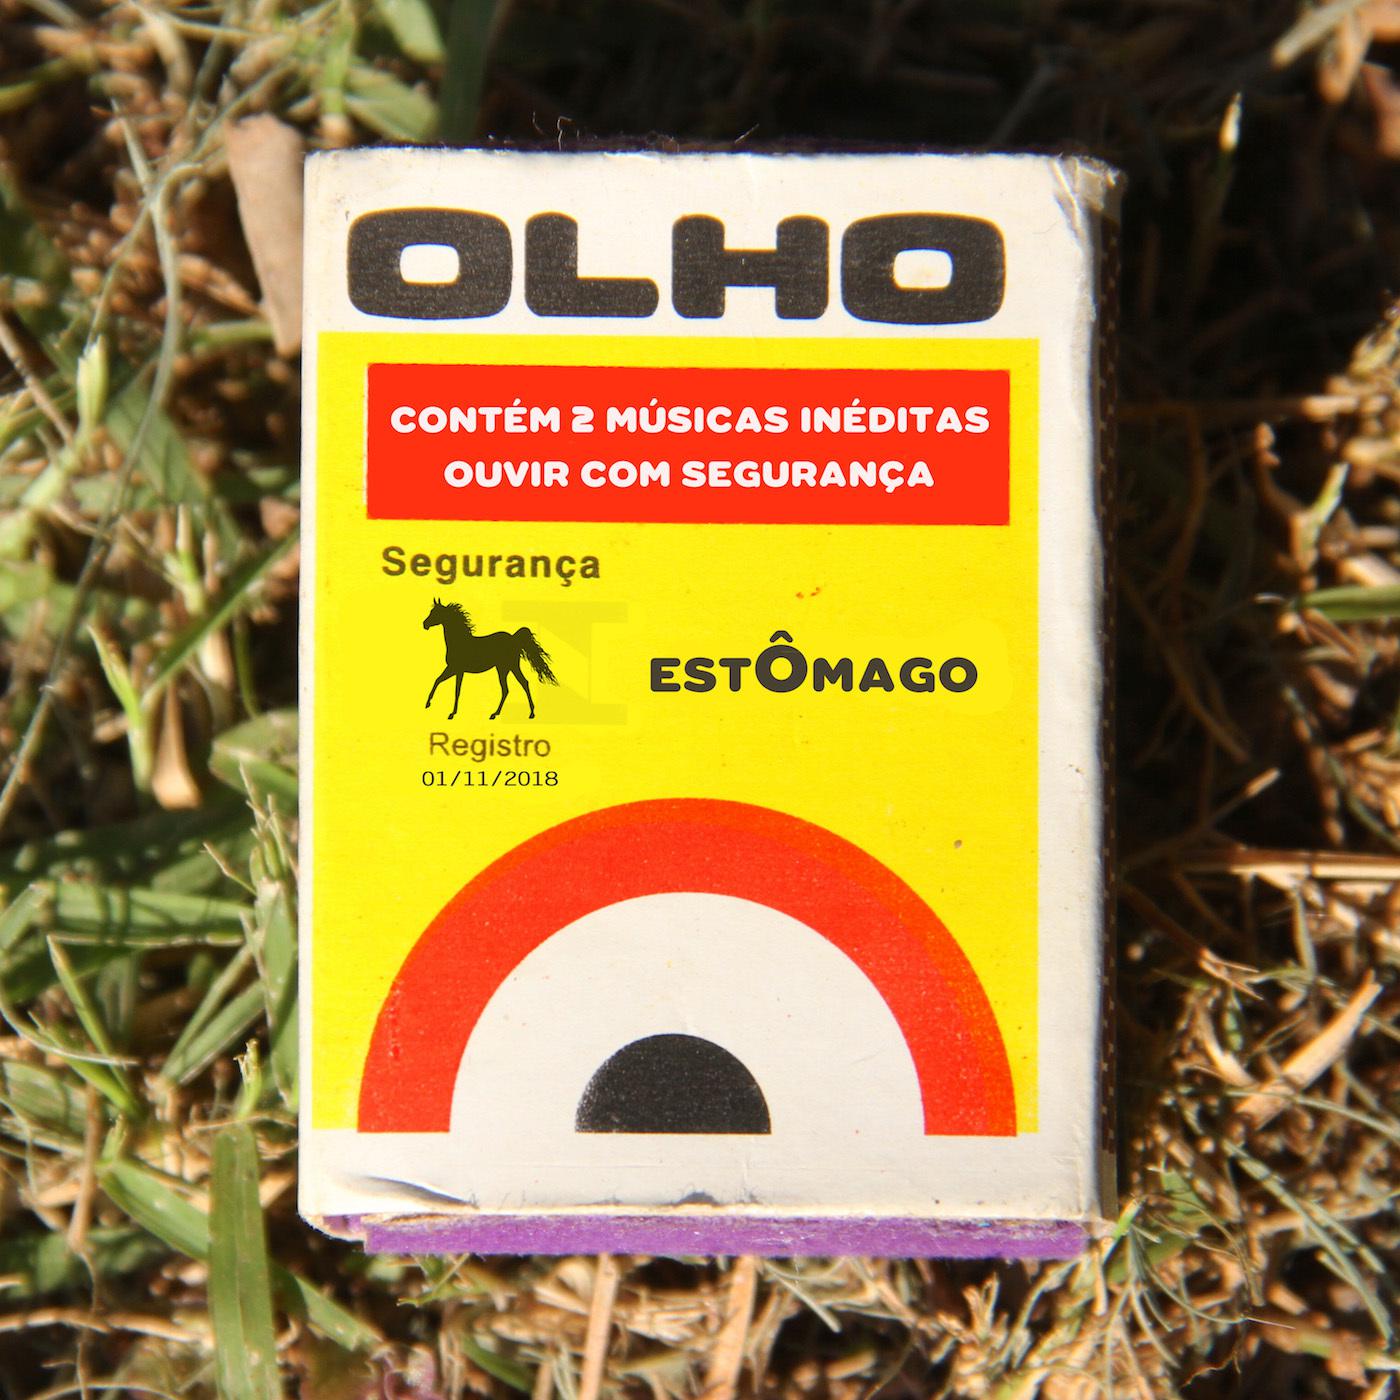 OLHO
CONTÉM 2 MÚSICAS INÉDITAS
OUVIR COM SEGURANÇA
Segurança
ESTÔMAGO
Registro
01/11/2018